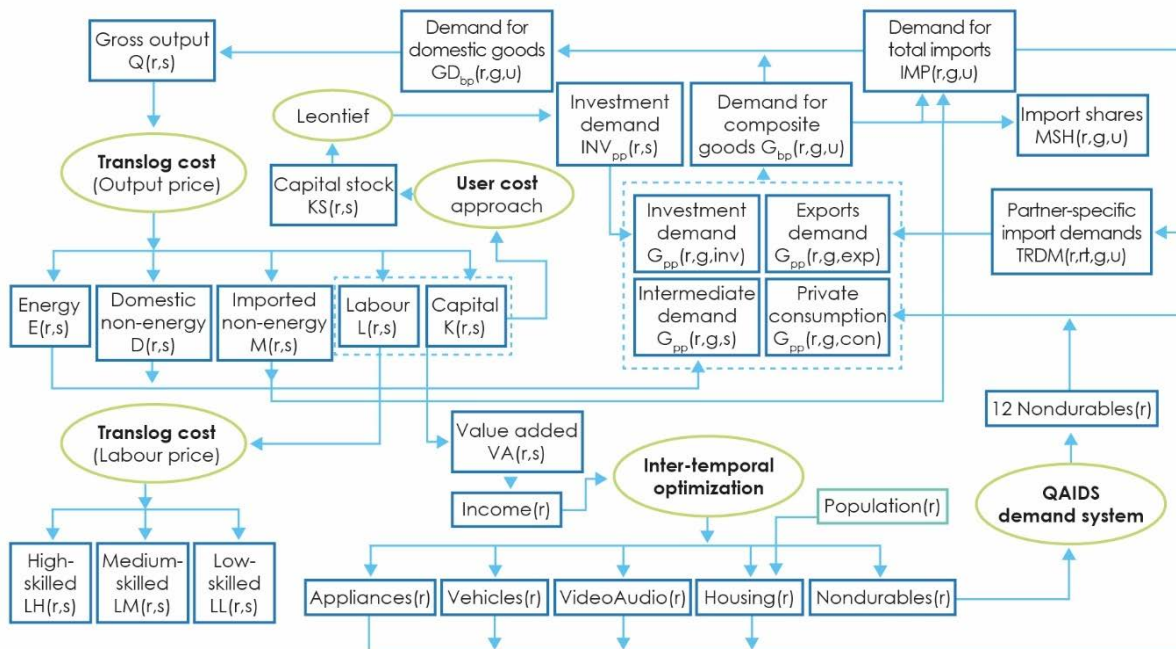 Gross output
Q(r,s)
Demand for
domestic goods
GD_bp(r,g,u)
Demand for
total imports
IMP(r,g,u)
Leontief
Investment
demand
INV_pp(r,s)
Demand for
composite
goods G_bp(r,g,u)
Import shares
MSH(r,g,u)
Translog cost
(Output price)
Capital stock
KS(r,s)
User cost
approach
Investment
demand
G_pp(r,g,inv)
Exports
demand
G_pp(r,g,exp)
Partner-specific
import demands
TRDM(r,rt,g,u)
Energy
E(r,s)
Domestic
non-energy
D(r,s)
Imported
non-energy
M(r,s)
Labour
L(r,s)
Capital
K(r,s)
Intermediate
demand
G_pp(r,g,s)
Private
consumption
G_pp(r,g,con)
12 Nondurables(r)
Translog cost
(Labour price)
Value added
VA(r,s)
Income(r)
Inter-temporal
optimization
Population(r)
QAIDS
demand system
High-
skilled
LH(r,s)
Medium-
skilled
LM(r,s)
Low-
skilled
LL(r,s)
Appliances(r)
Vehicles(r)
VideoAudio(r)
Housing(r)
Nondurables(r)